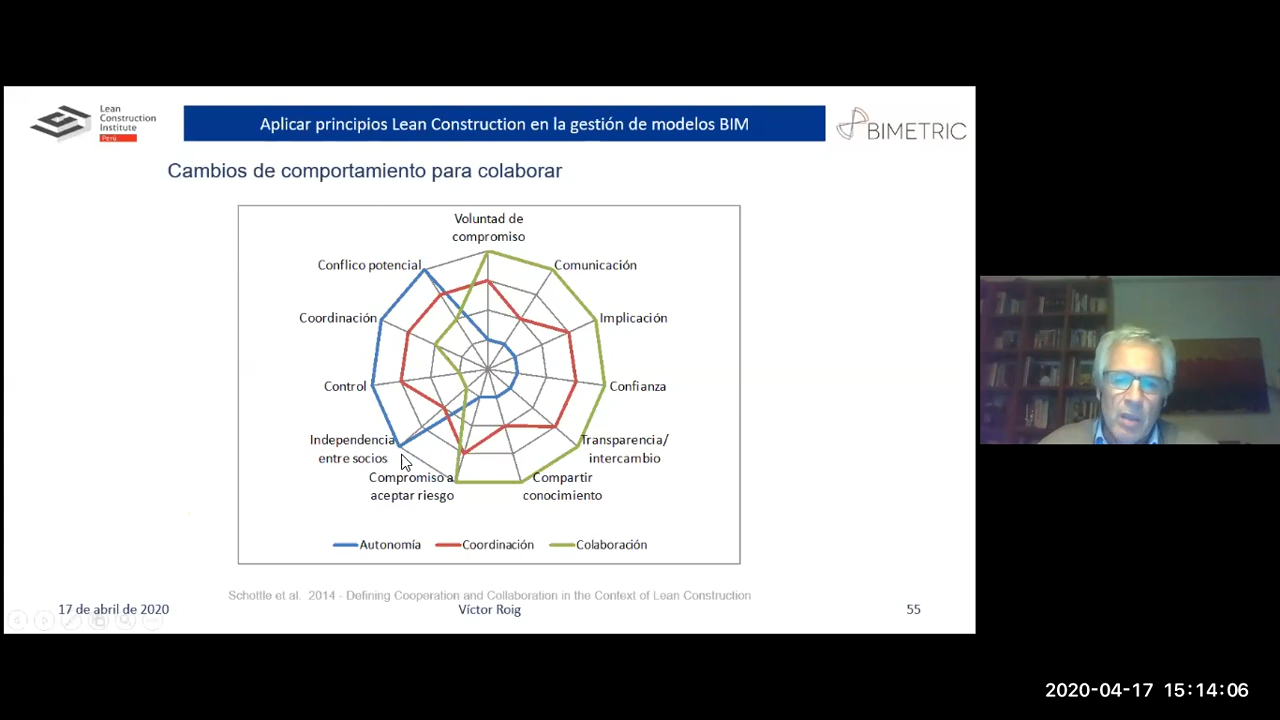 Lean
Construction
Institute
Perú
Aplicar principios Lean Construction en la gestión de modelos BIM
BIMETRIC
Cambios de comportamiento para colaborar
Voluntad de
compromiso
Conflico potencial
Comunicación
Coordinación
Implicación
Control
Confianza
Independencia
entre socios
Transparencia/
intercambio
Compromiso a
aceptar riesgo
Compartir
conocimiento
Autonomía
Coordinación
Colaboración
Schottle et al. 2014 - Defining Cooperation and Collaboration in the Context of Lean Construction
17 de abril de 2020
Víctor Roig
55
2020-04-17 15:14:06